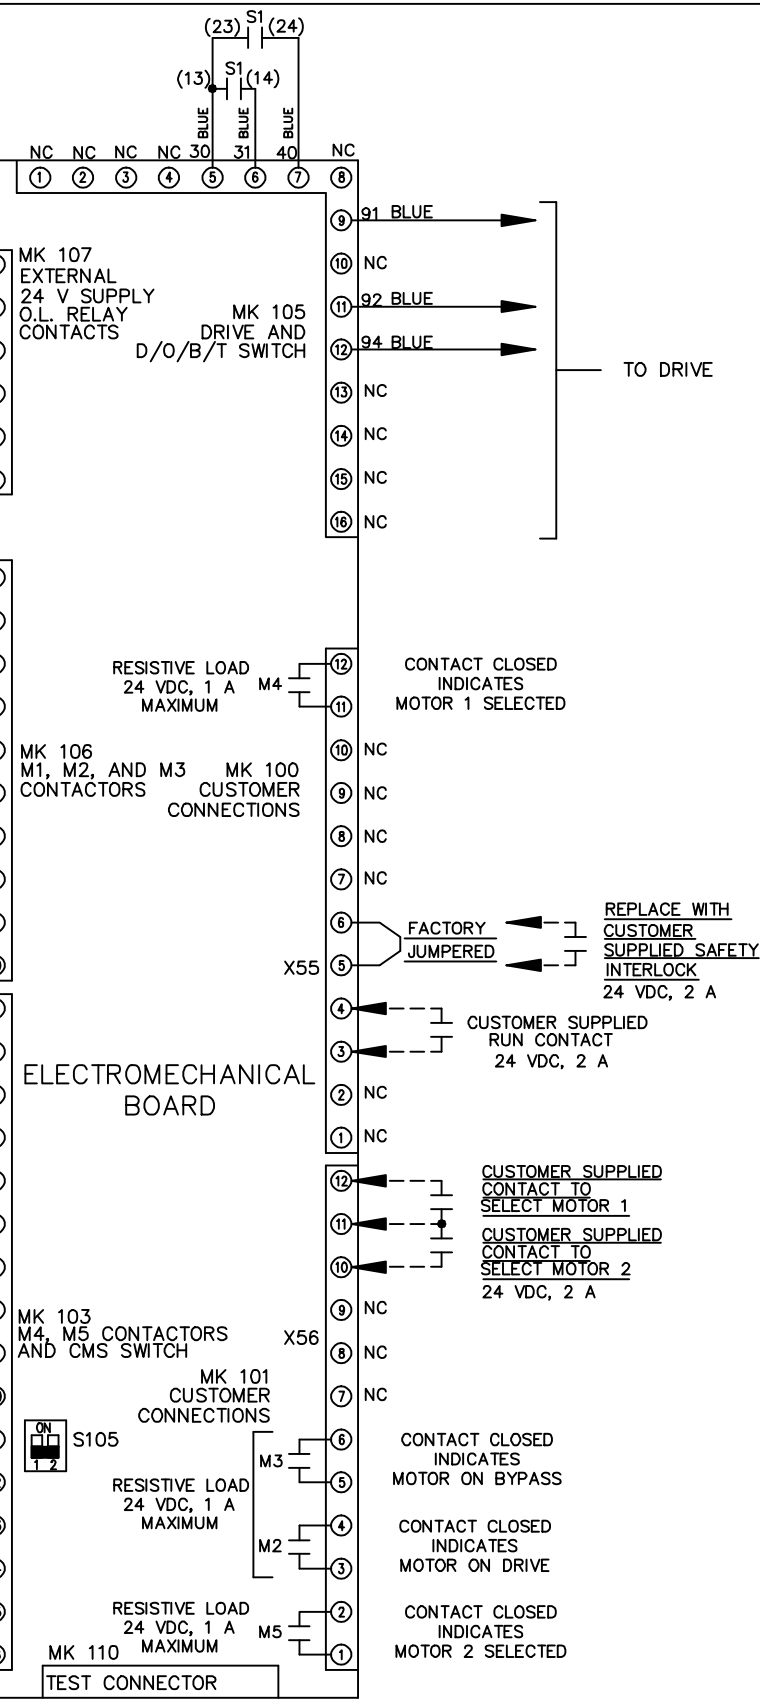 S1
(23) (24)
S1
(13) (14)
BLUE BLUE BLUE
NC NC NC NC 30 31 40 NC
1 2 3 4 5 6 7 8
9 91 BLUE
MK 107
EXTERNAL
24 V SUPPLY
O.L. RELAY
CONTACTS
10 NC
MK 105
DRIVE AND
D/O/B/T SWITCH
11 92 BLUE
12 94 BLUE
TO DRIVE
13 NC
14 NC
15 NC
16 NC
RESISTIVE LOAD
24 VDC, 1 A
MAXIMUM
M4
12
11
CONTACT CLOSED
INDICATES
MOTOR 1 SELECTED
MK 106
M1, M2, AND M3
CONTACTORS
MK 100
CUSTOMER
CONNECTIONS
10 NC
9 NC
8 NC
7 NC
6
FACTORY
JUMPERED
REPLACE WITH
CUSTOMER
SUPPLIED SAFETY
INTERLOCK
24 VDC, 2 A
X55 5
4
CUSTOMER SUPPLIED
RUN CONTACT
24 VDC, 2 A
3
ELECTROMECHANICAL
BOARD
2 NC
1 NC
12
CUSTOMER SUPPLIED
CONTACT TO
SELECT MOTOR 1
11
CUSTOMER SUPPLIED
CONTACT TO
SELECT MOTOR 2
24 VDC, 2 A
10
9 NC
MK 103
M4, M5 CONTACTORS
AND CMS SWITCH
X56
8 NC
MK 101
CUSTOMER
CONNECTIONS
7 NC
ON
1 2
S105
6
M3
5
CONTACT CLOSED
INDICATES
MOTOR ON BYPASS
RESISTIVE LOAD
24 VDC, 1 A
MAXIMUM
4
M2
3
CONTACT CLOSED
INDICATES
MOTOR ON DRIVE
RESISTIVE LOAD
24 VDC, 1 A
MAXIMUM
2
M5
1
CONTACT CLOSED
INDICATES
MOTOR 2 SELECTED
MK 110
TEST CONNECTOR